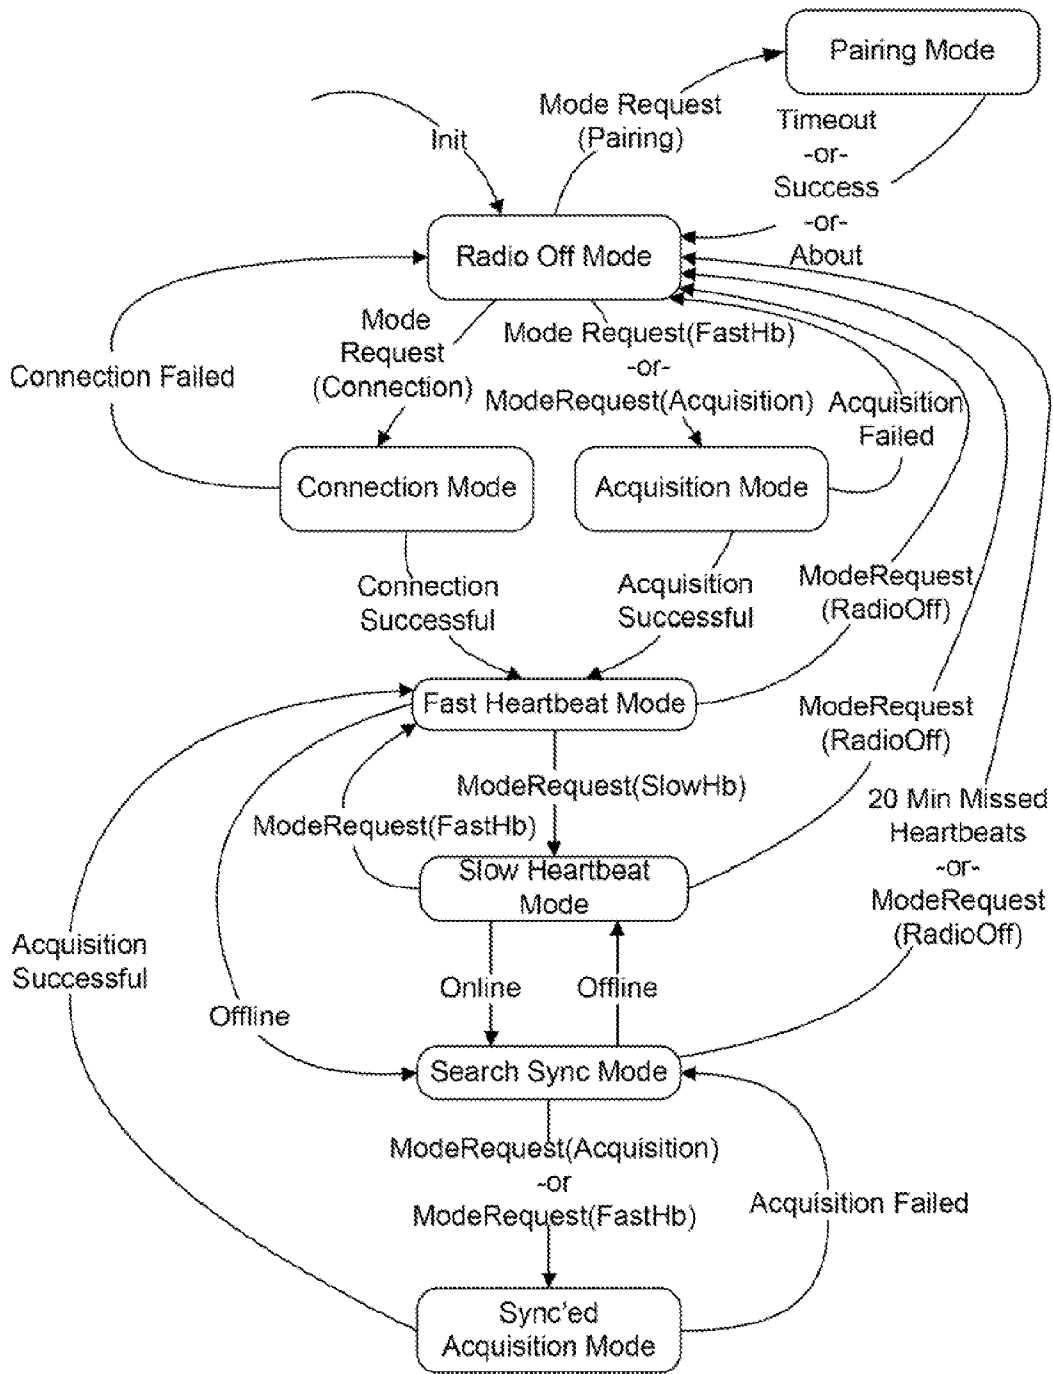 Pairing Mode
Mode Request
(Pairing)
Timeout
-or-
Success
-or-
About
Init
Radio Off Mode
Mode
Request
(Connection)
Mode Request(FastHb)
-or-
ModeRequest(Acquisition)
Connection Failed
Acquisition
Failed
Connection Mode
Acquisition Mode
Connection
Successful
Acquisition
Successful
ModeRequest
(RadioOff)
Fast Heartbeat Mode
ModeRequest
(RadioOff)
ModeRequest(SlowHb)
ModeRequest(FastHb)
20 Min Missed
Heartbeats
-or-
ModeRequest
(RadioOff)
Slow Heartbeat
Mode
Acquisition
Successful
Offline
Online
Offline
Search Sync Mode
ModeRequest(Acquisition)
-or
ModeRequest(FastHb)
Acquisition Failed
Sync'ed
Acquisition Mode